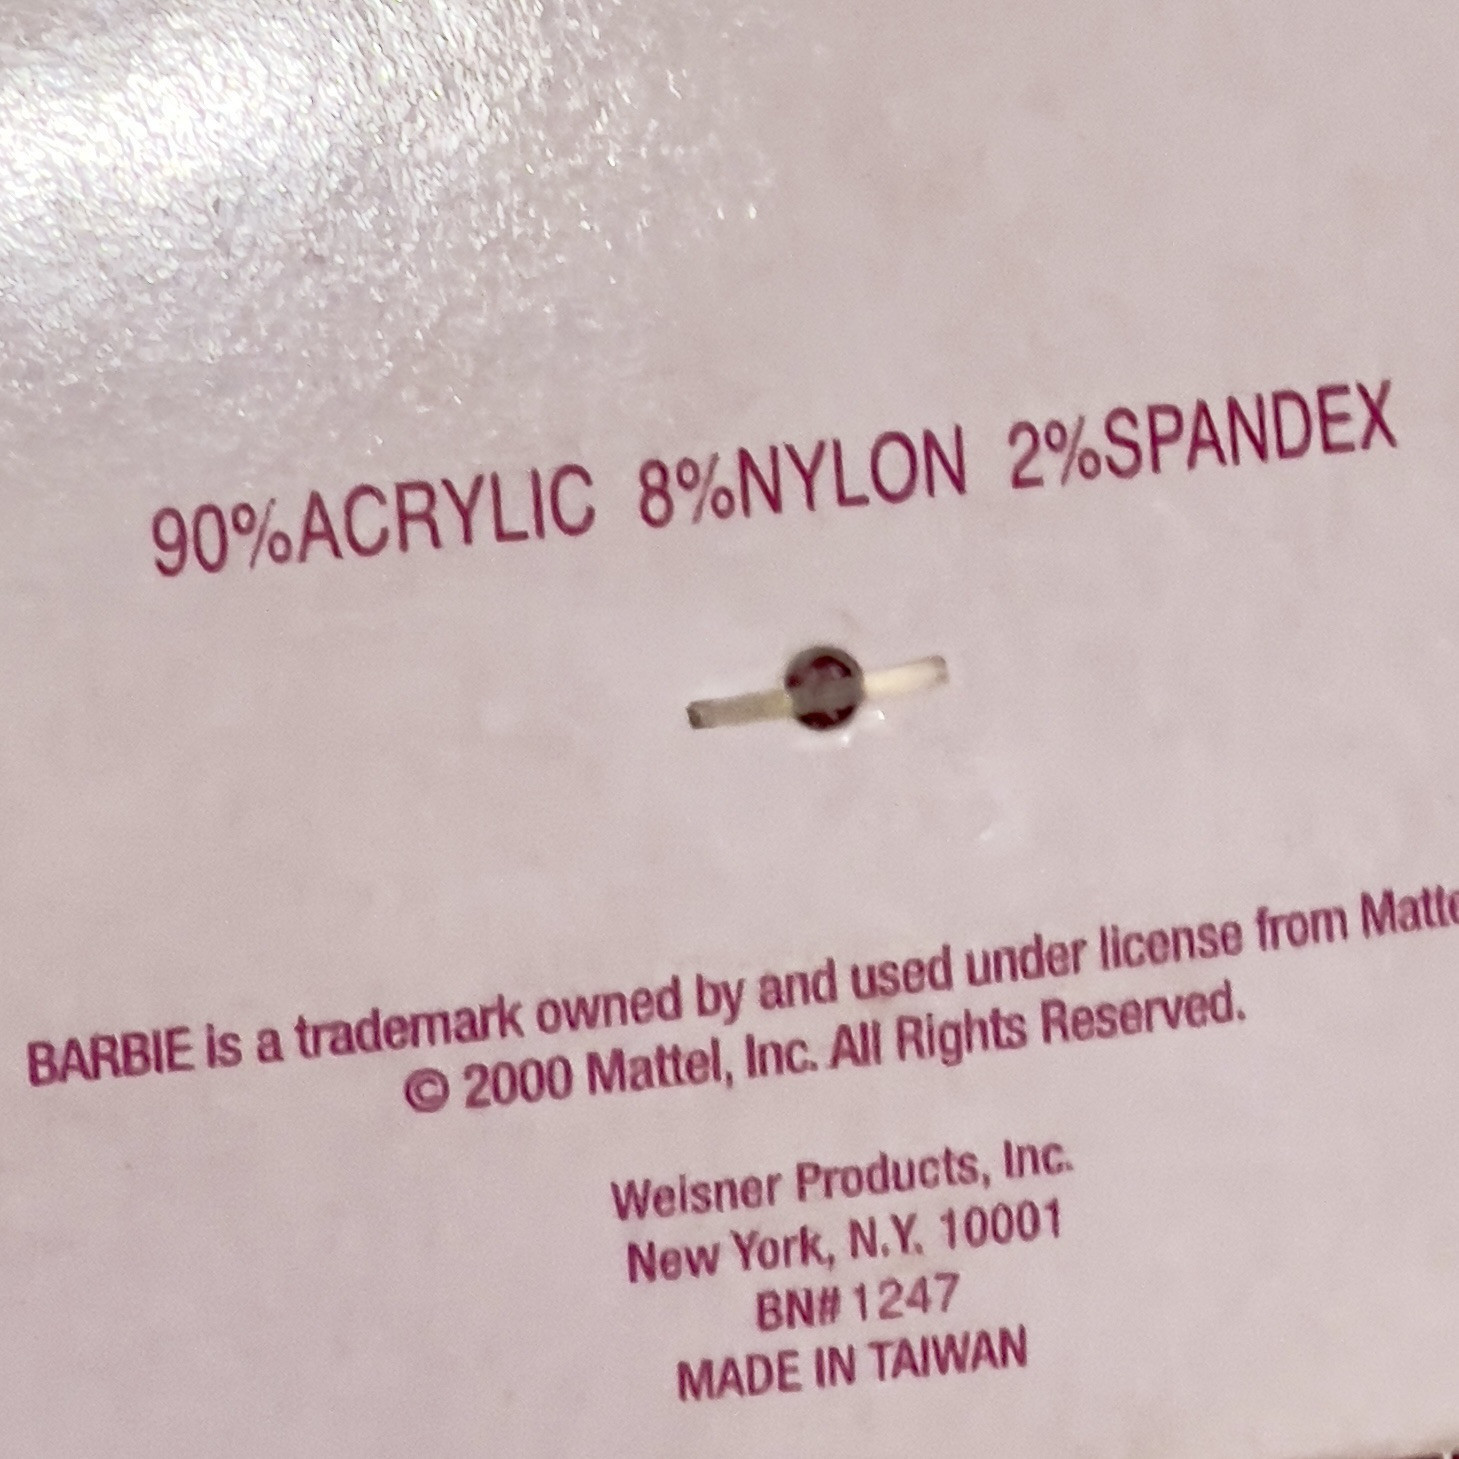 90%ACRYLIC 8%NYLON 2%SPANDEX
BARBIE is a trademark owned by and used under license from
© 2000 Mattel, Inc. All Rights Reserved.
Weisner Products, Inc.
New York, N.Y. 10001
BN# 1247
MADE IN TAIWAN